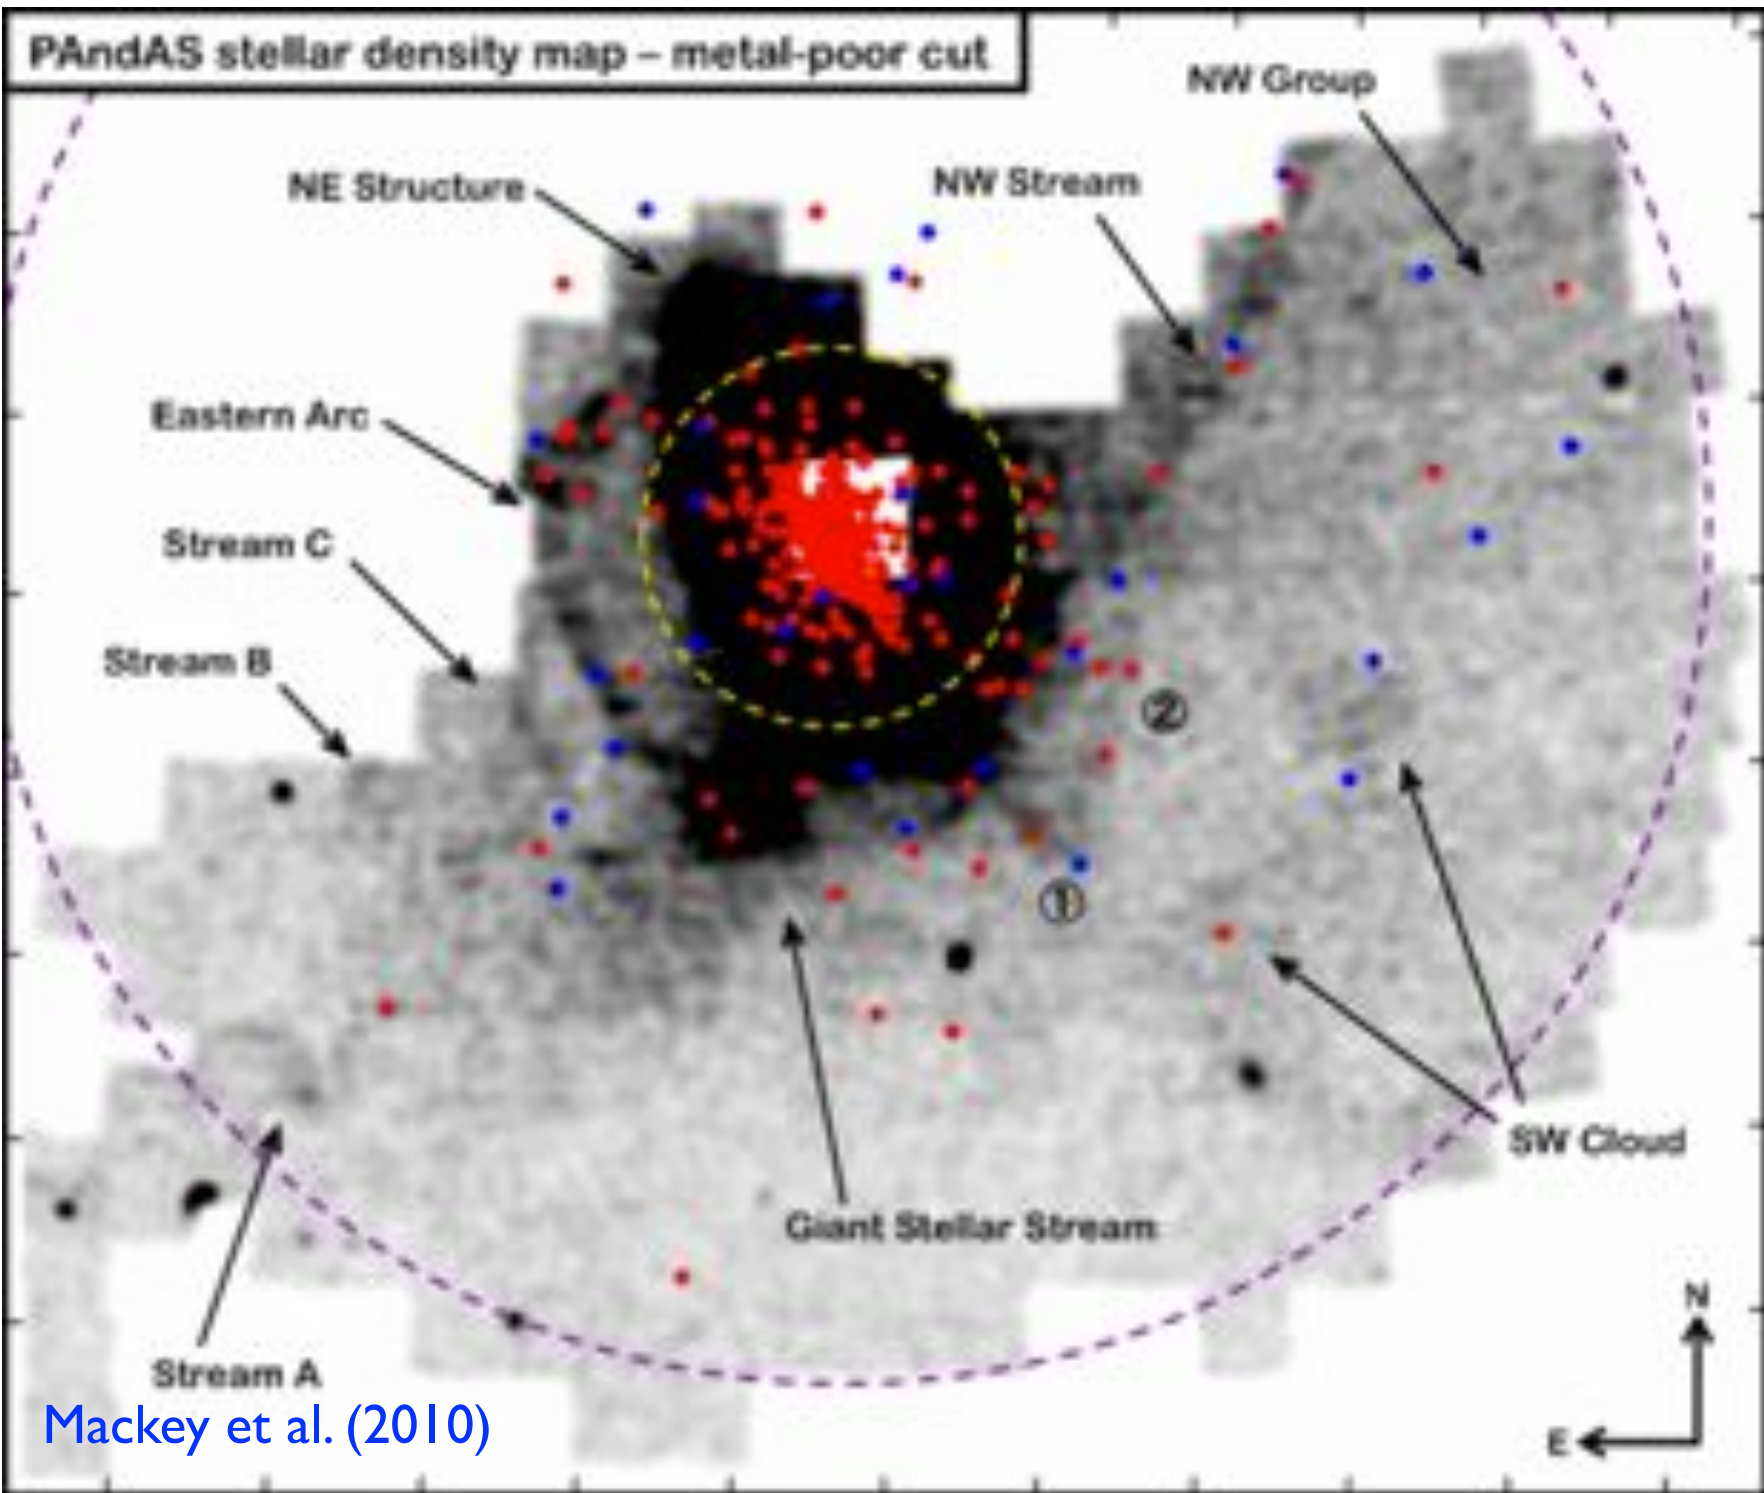 PAndAS stellar density map – metal-poor cut
NW Group
NE Structure
NW Stream
Eastern Arc
Stream C
Stream B
②
①
SW Cloud
Giant Stellar Stream
N
Stream A
Mackey et al. (2010)
E